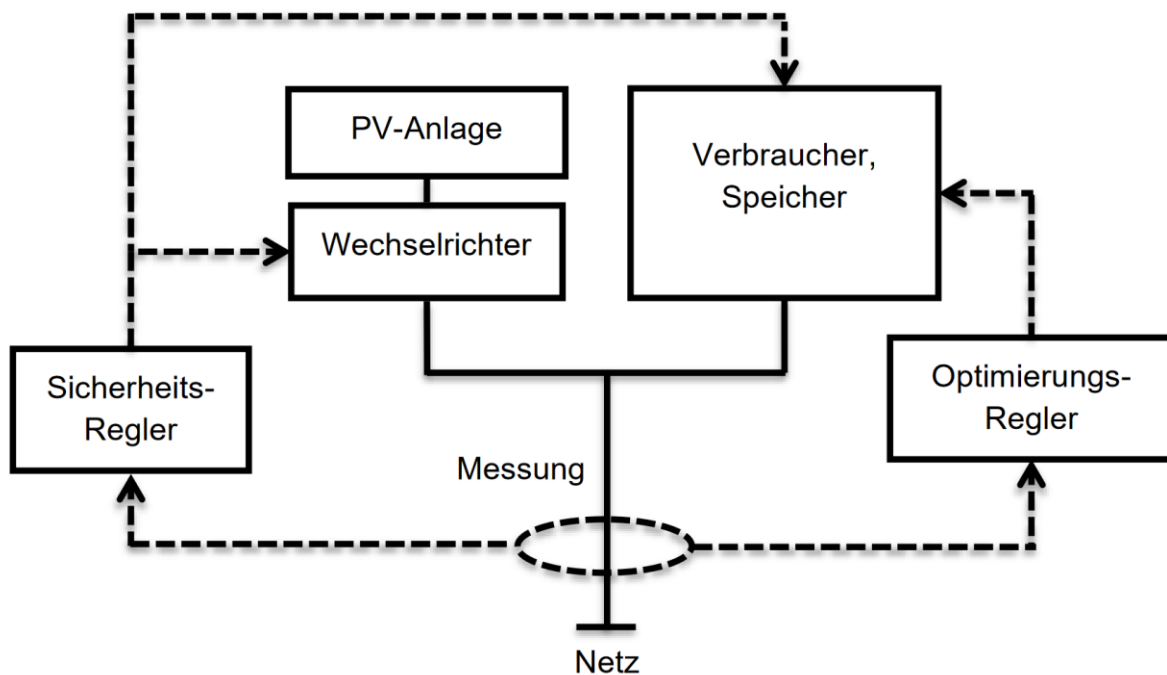 PV-Anlage
Verbraucher,
Speicher
Wechselrichter
Sicherheits-
Regler
Optimierungs-
Regler
Messung
Netz